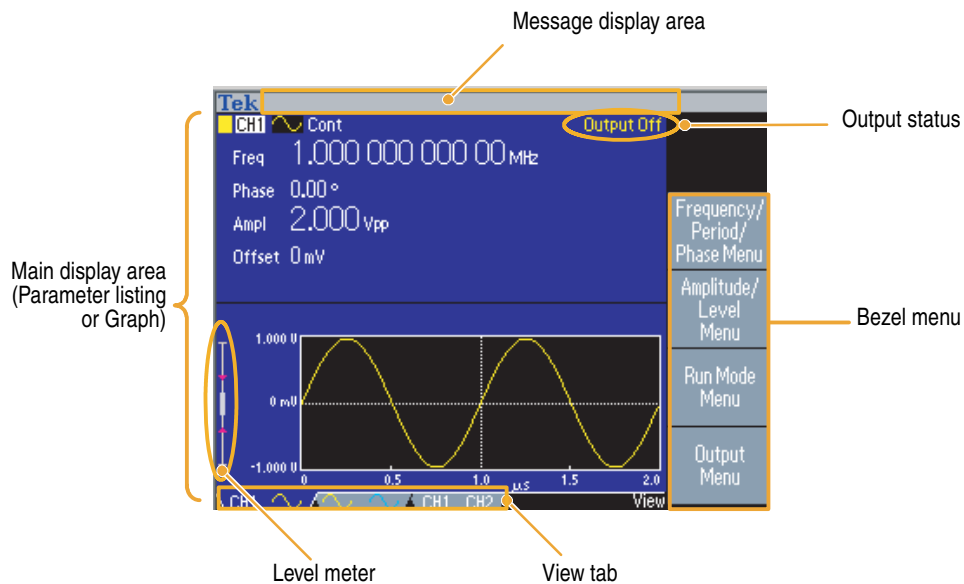 Message display area
Tek
CH1 Cont Output Off
Output status
Freq 1.000 000 000 00 MHz
Phase 0.00 °
Ampl 2.000 Vpp
Offset 0 mV
Frequency/
Period/
Phase Menu
Amplitude/
Level
Menu
Run Mode
Menu
Output
Menu
Bezel menu
Main display area
(Parameter listing
or Graph)
1.000 V
0 mV
-1.000 V
0 0.5 1.0 µs 1.5 2.0
CH1 CH1 CH2 View
Level meter
View tab